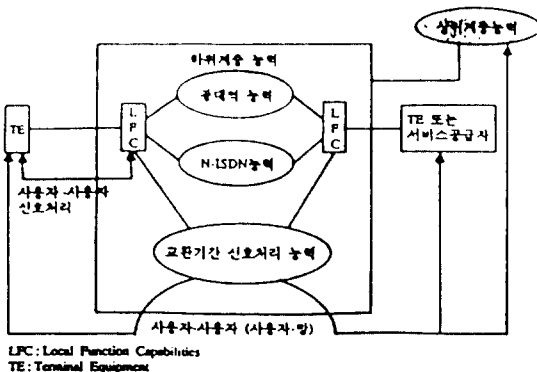 상위계층능력
하위계층 능력
광대역 능력
TE
LFC
LFC
TE 또는
서비스공급자
N-ISDN능력
사용자-사용자
신호처리
교환기간 신호처리 능력
사용자-사용자 (사용자-망)
LFC : Local Function Capabilities
TE : Terminal Equipment